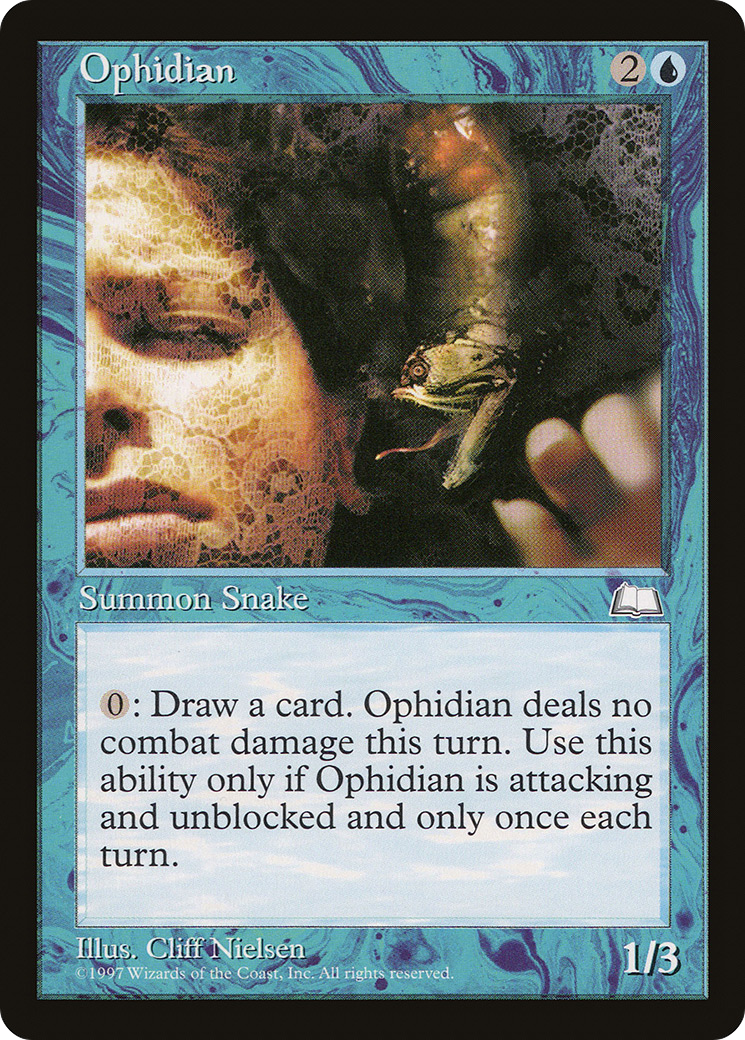 Ophidian 2
Summon Snake
0: Draw a card. Ophidian deals no
combat damage this turn. Use this
ability only if Ophidian is attacking
and unblocked and only once each
turn.
Illus. Cliff Nielsen
©1997 Wizards of the Coast, Inc. All rights reserved.
1/3